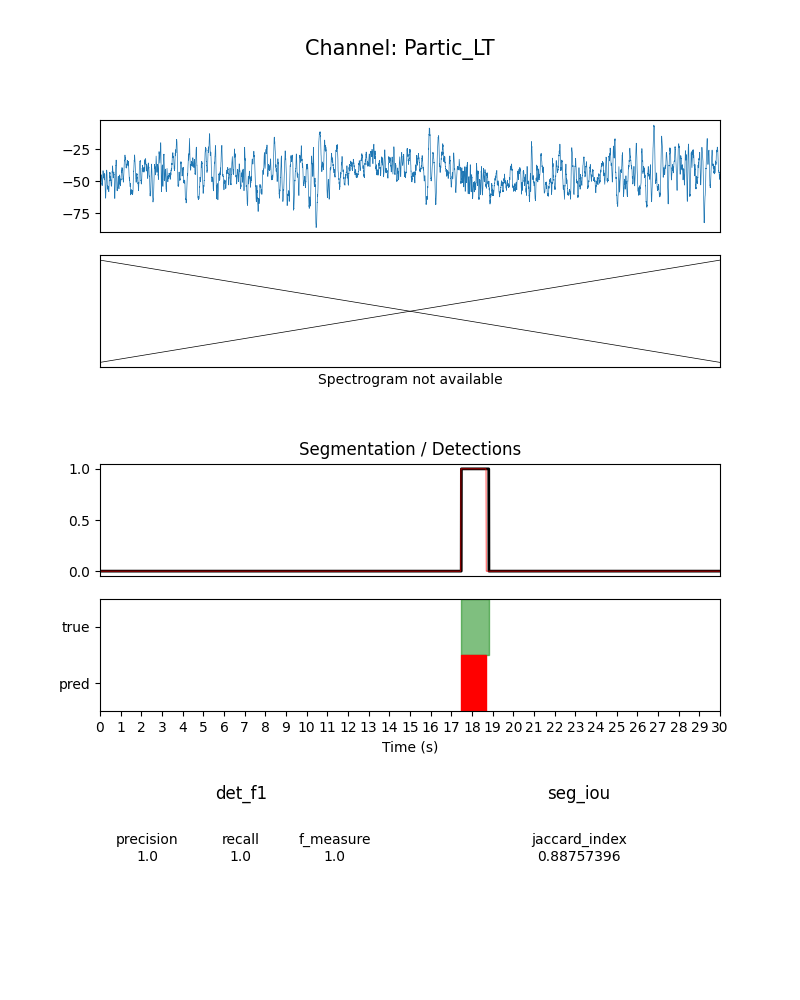 Channel: Partic_LT
−25
−50
−75
Spectrogram not available
Segmentation / Detections
1.0
0.5
0.0
true
pred
0 1 2 3 4 5 6 7 8 9 10 11 12 13 14 15 16 17 18 19 20 21 22 23 24 25 26 27 28 29 30
Time (s)
det_f1 seg_iou
precision recall f_measure jaccard_index
1.0 1.0 1.0 0.88757396